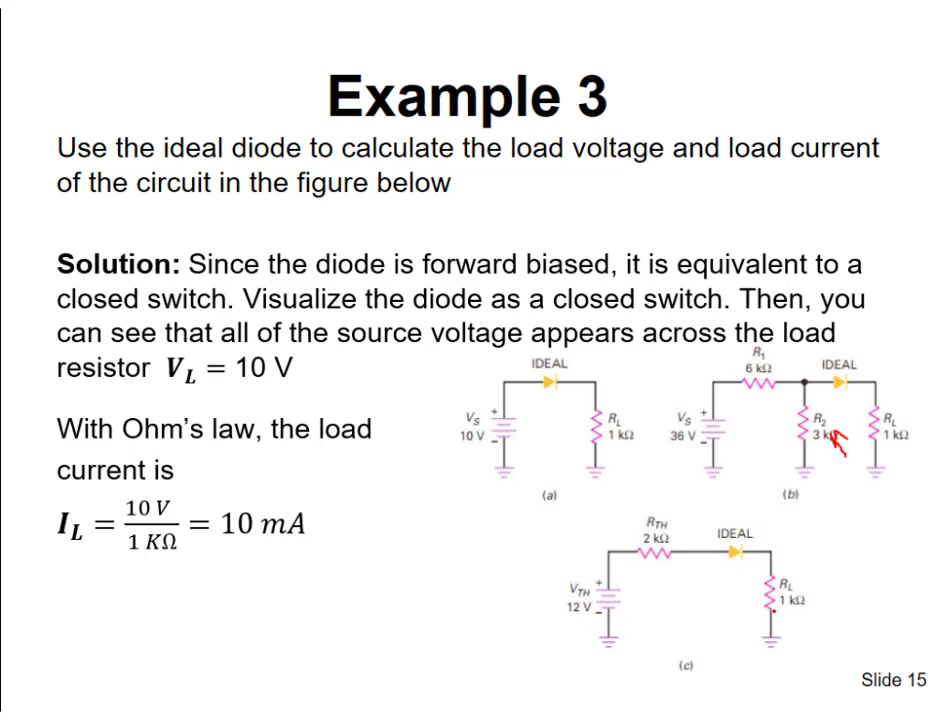 Example 3
Use the ideal diode to calculate the load voltage and load current
of the circuit in the figure below
Solution: Since the diode is forward biased, it is equivalent to a
closed switch. Visualize the diode as a closed switch. Then, you
can see that all of the source voltage appears across the load
resistor V_L = 10 V
With Ohm's law, the load
current is
I_L = 10 V / 1 KΩ = 10 mA
IDEAL
V_S
10 V
+
−
R_L
1 kΩ
(a)
R_1
6 kΩ
IDEAL
V_S
36 V
+
−
R_2
3 kΩ
R_L
1 kΩ
(b)
R_TH
2 kΩ
IDEAL
V_TH
12 V
+
−
R_L
1 kΩ
(c)
Slide 15